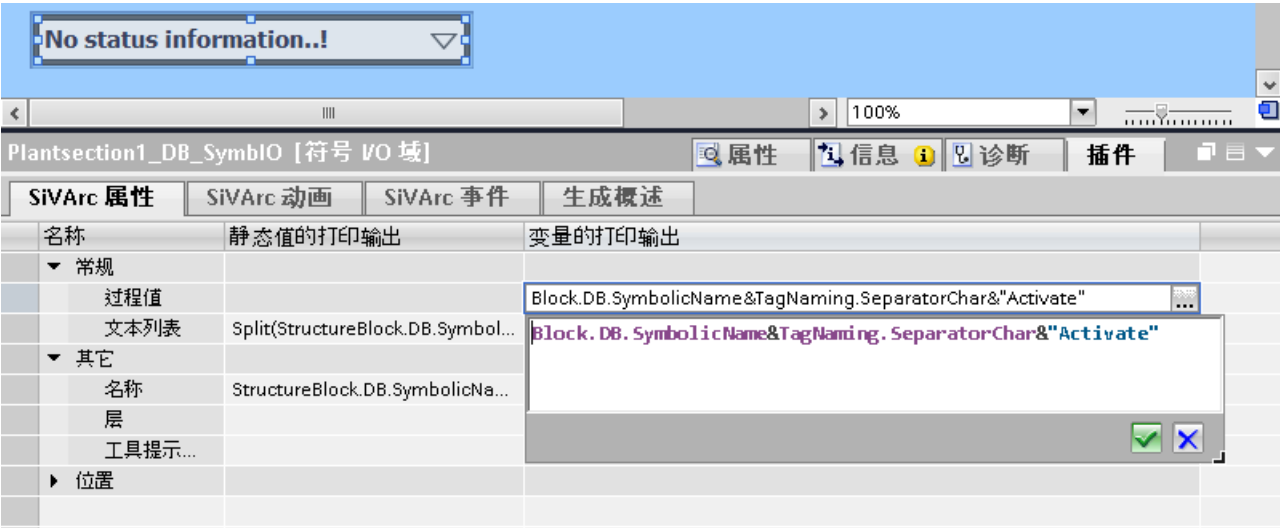 No status information..!
100%
Plantsection1_DB_SymbIO [符号 I/O 域]
属性 信息 诊断 插件
SiVArc 属性 SiVArc 动画 SiVArc 事件 生成概述
名称 静态值的打印输出 变量的打印输出
常规
过程值 Block.DB.SymbolicName&TagNaming.SeparatorChar&"Activate" ...
文本列表 Split(StructureBlock.DB.Symbol... Block.DB.SymbolicName&TagNaming.SeparatorChar&"Activate"
其它
名称 StructureBlock.DB.SymbolicNa...
层
工具提示...
位置